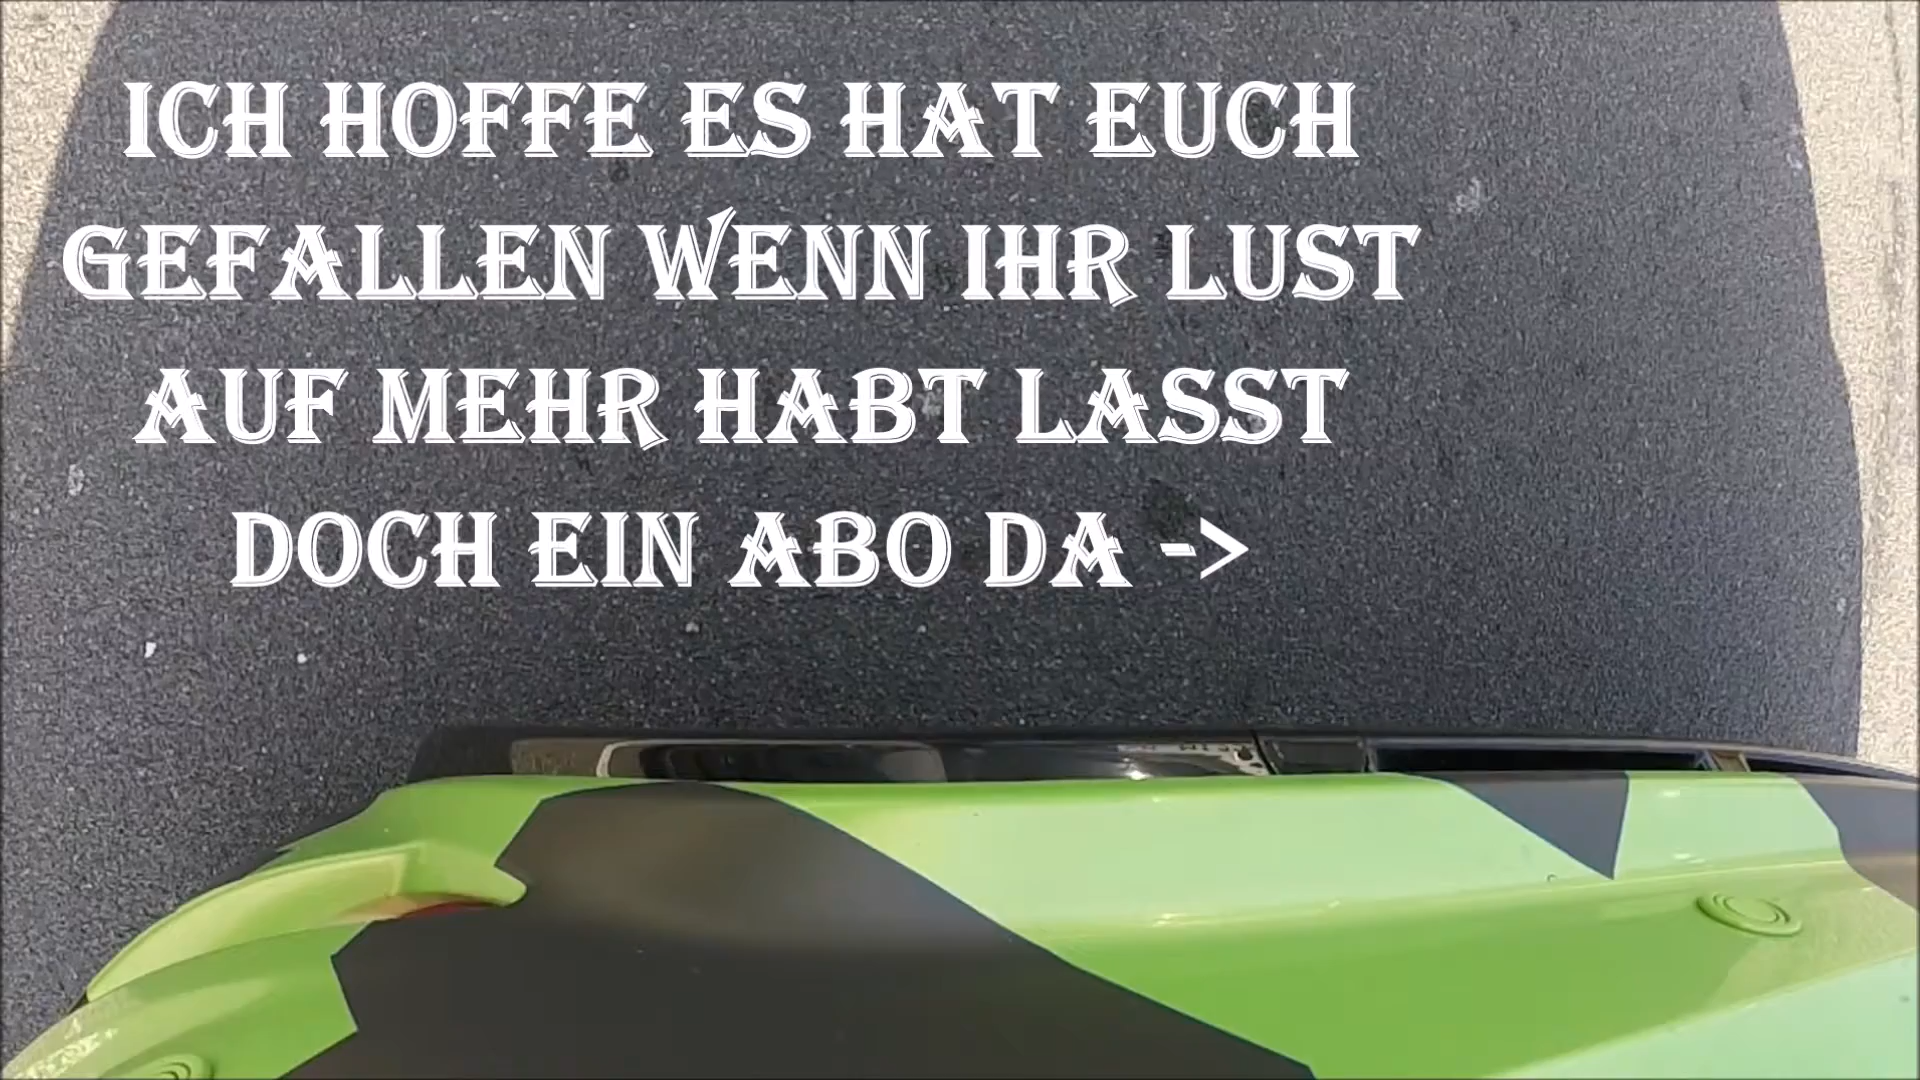 ICH HOFFE ES HAT EUCH
GEFALLEN WENN IHR LUST
AUF MEHR HABT LASST
DOCH EIN ABO DA ->